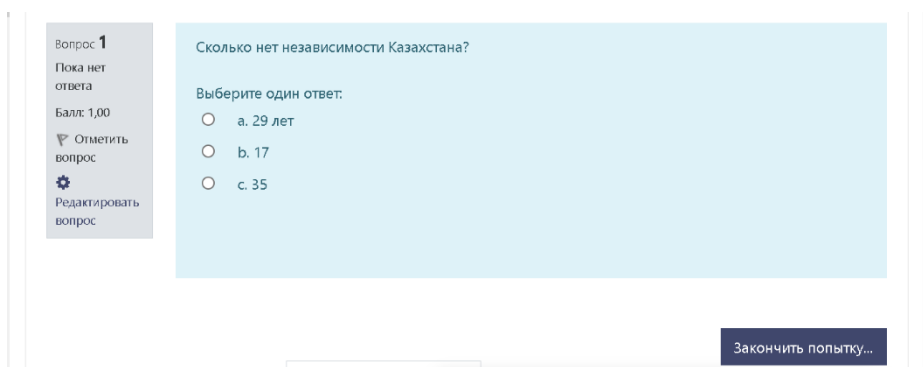 Вопрос 1
Пока нет
ответа
Балл: 1,00
Отметить
вопрос
Редактировать
вопрос
Сколько нет независимости Казахстана?
Выберите один ответ:
a. 29 лет
b. 17
c. 35
Закончить попытку...